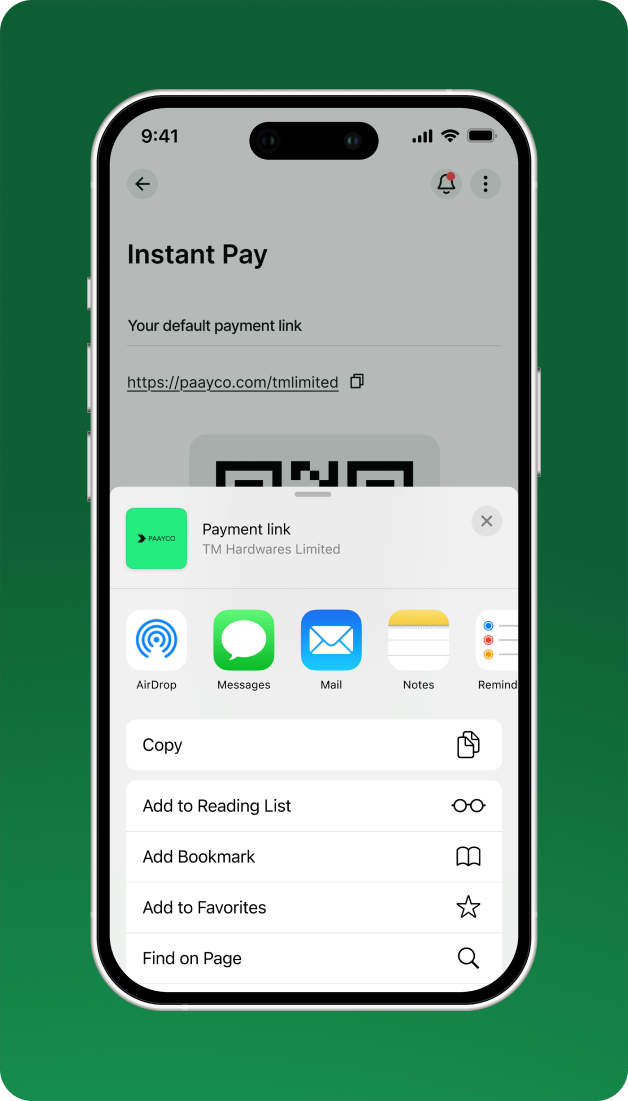 9:41
Instant Pay
Your default payment link
https://paayco.com/tmlimited
PAAYCO
Payment link
TM Hardwares Limited
AirDrop
Messages
Mail
Notes
Remind
Copy
Add to Reading List
Add Bookmark
Add to Favorites
Find on Page